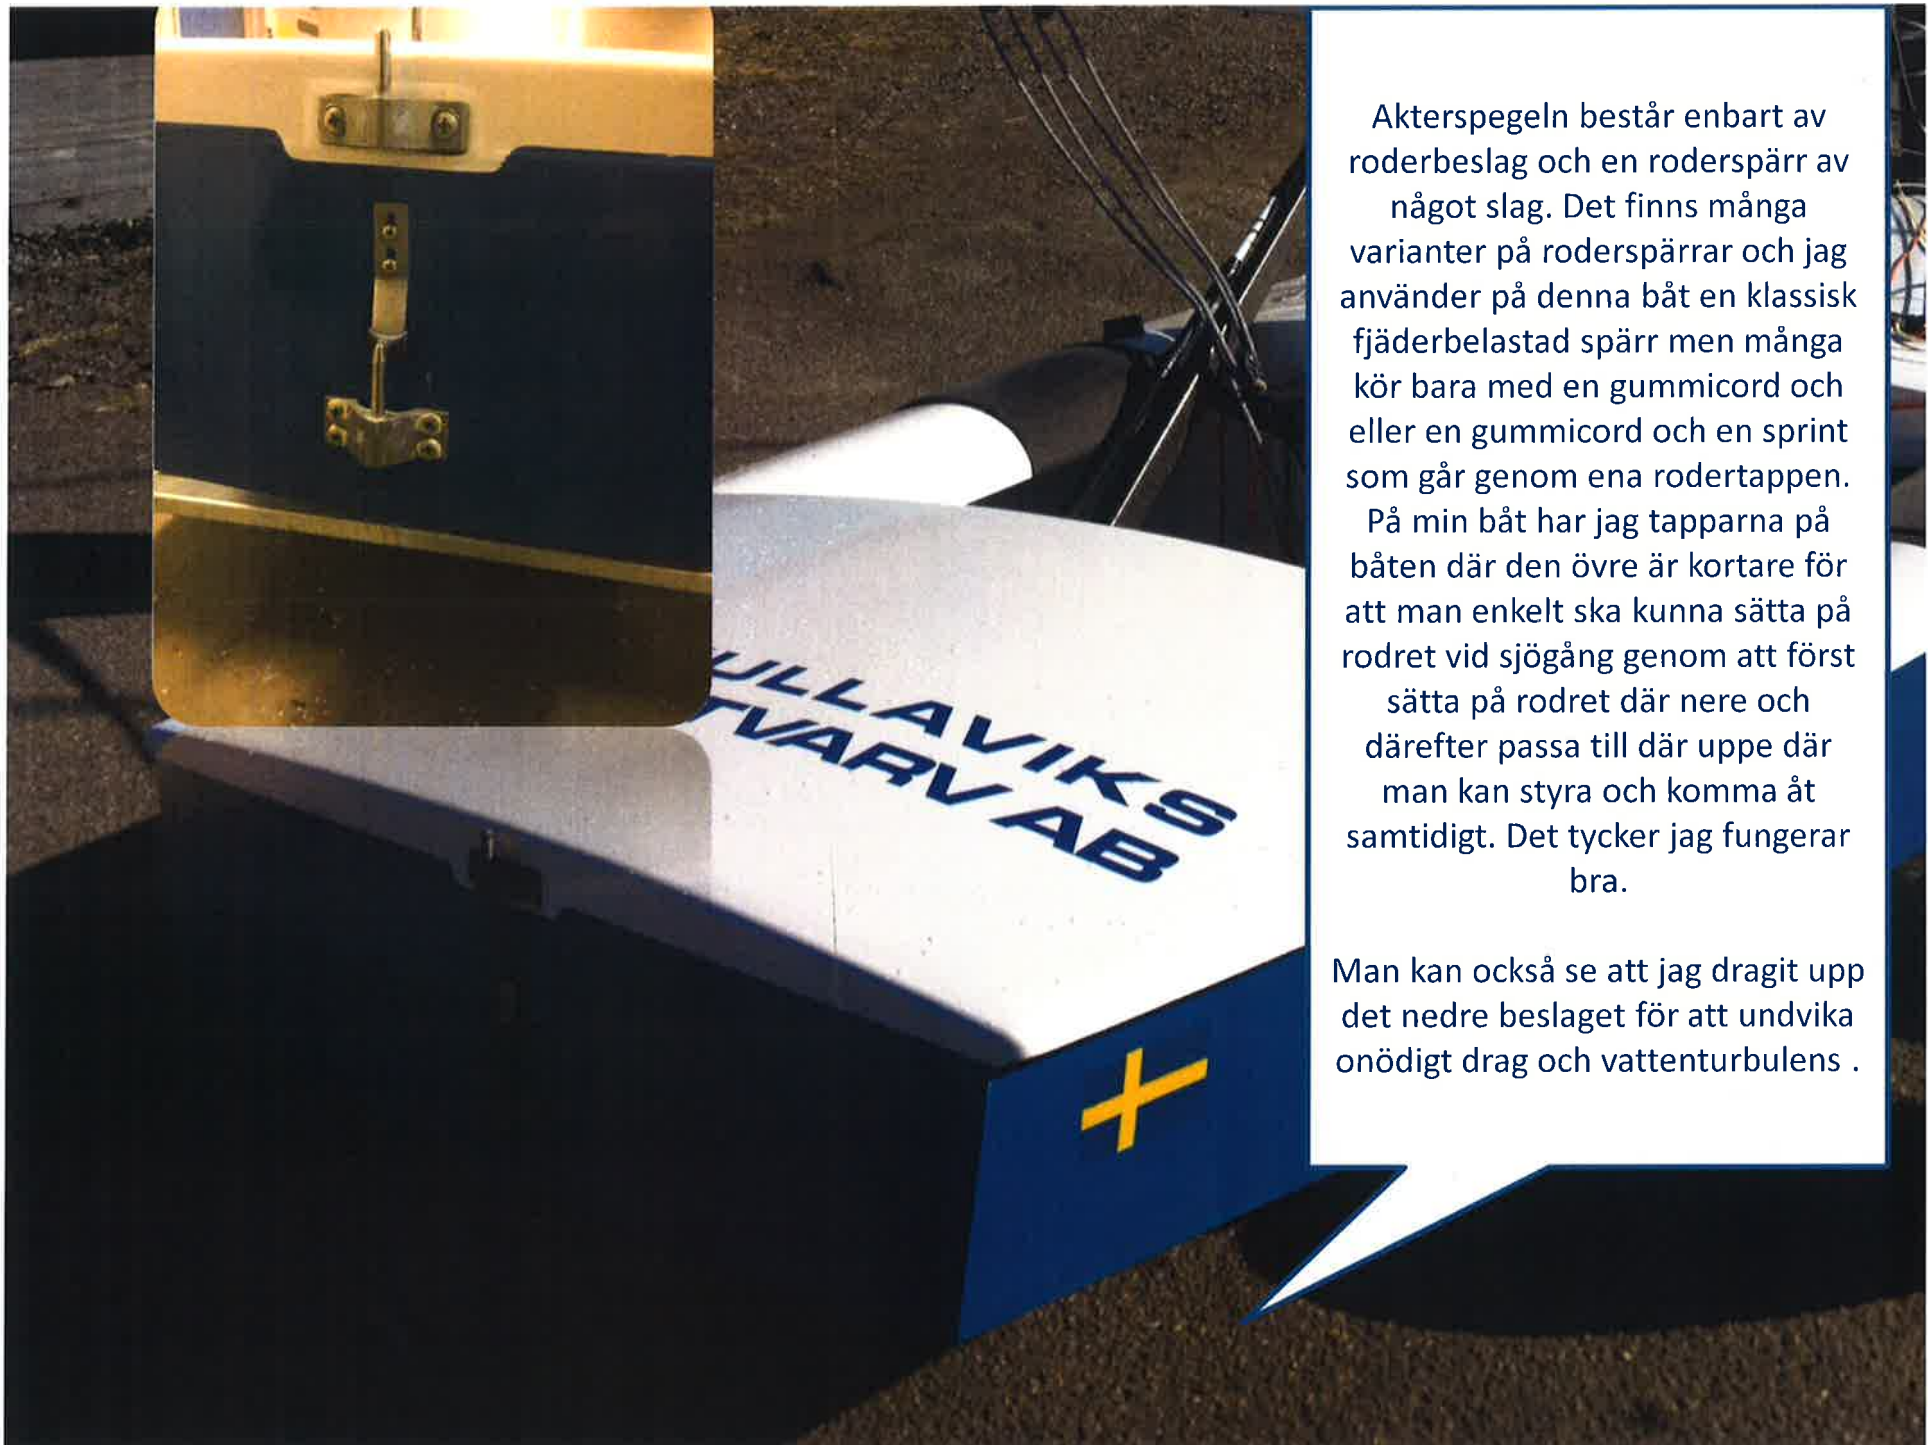 Akterspegeln består enbart av
roderbeslag och en roderspärr av
något slag. Det finns många
varianter på roderspärrar och jag
använder på denna båt en klassisk
fjäderbelastad spärr men många
kör bara med en gummicord och
eller en gummicord och en sprint
som går genom ena rodertappen.
På min båt har jag tapparna på
båten där den övre är kortare för
att man enkelt ska kunna sätta på
rodret vid sjögång genom att först
sätta på rodret där nere och
därefter passa till där uppe där
man kan styra och komma åt
samtidigt. Det tycker jag fungerar
bra.
Man kan också se att jag dragit upp
det nedre beslaget för att undvika
onödigt drag och vattenturbulens .
ULLAVIKS
TVARV AB